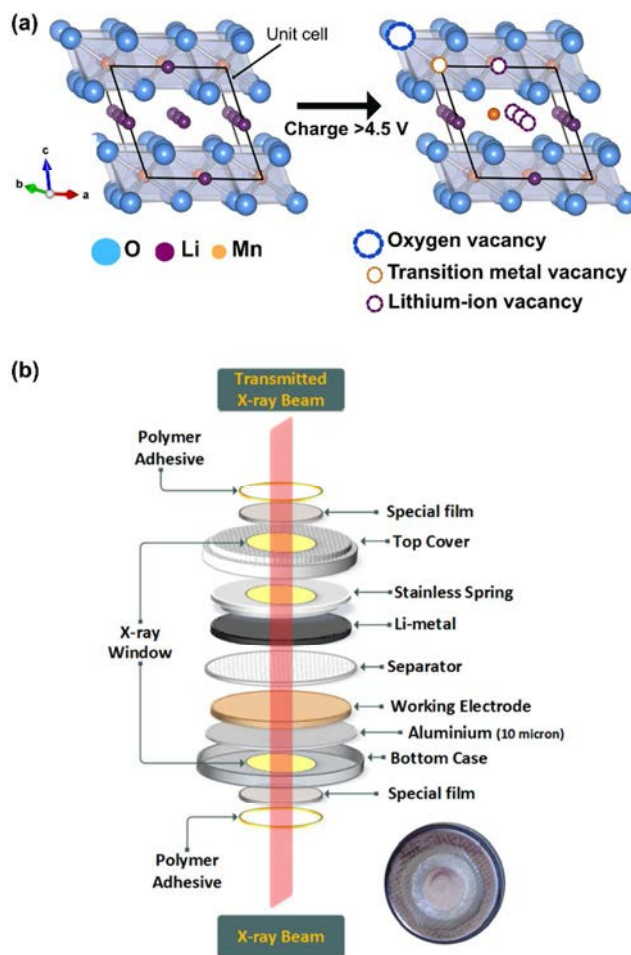 (a)
Unit cell
Charge >4.5 V
c
b
a
O Li Mn
Oxygen vacancy
Transition metal vacancy
Lithium-ion vacancy
(b)
Transmitted
X-ray Beam
Polymer
Adhesive
Special film
Top Cover
Stainless Spring
Li-metal
X-ray
Window
Separator
Working Electrode
Aluminium (10 micron)
Bottom Case
Special film
Polymer
Adhesive
X-ray Beam